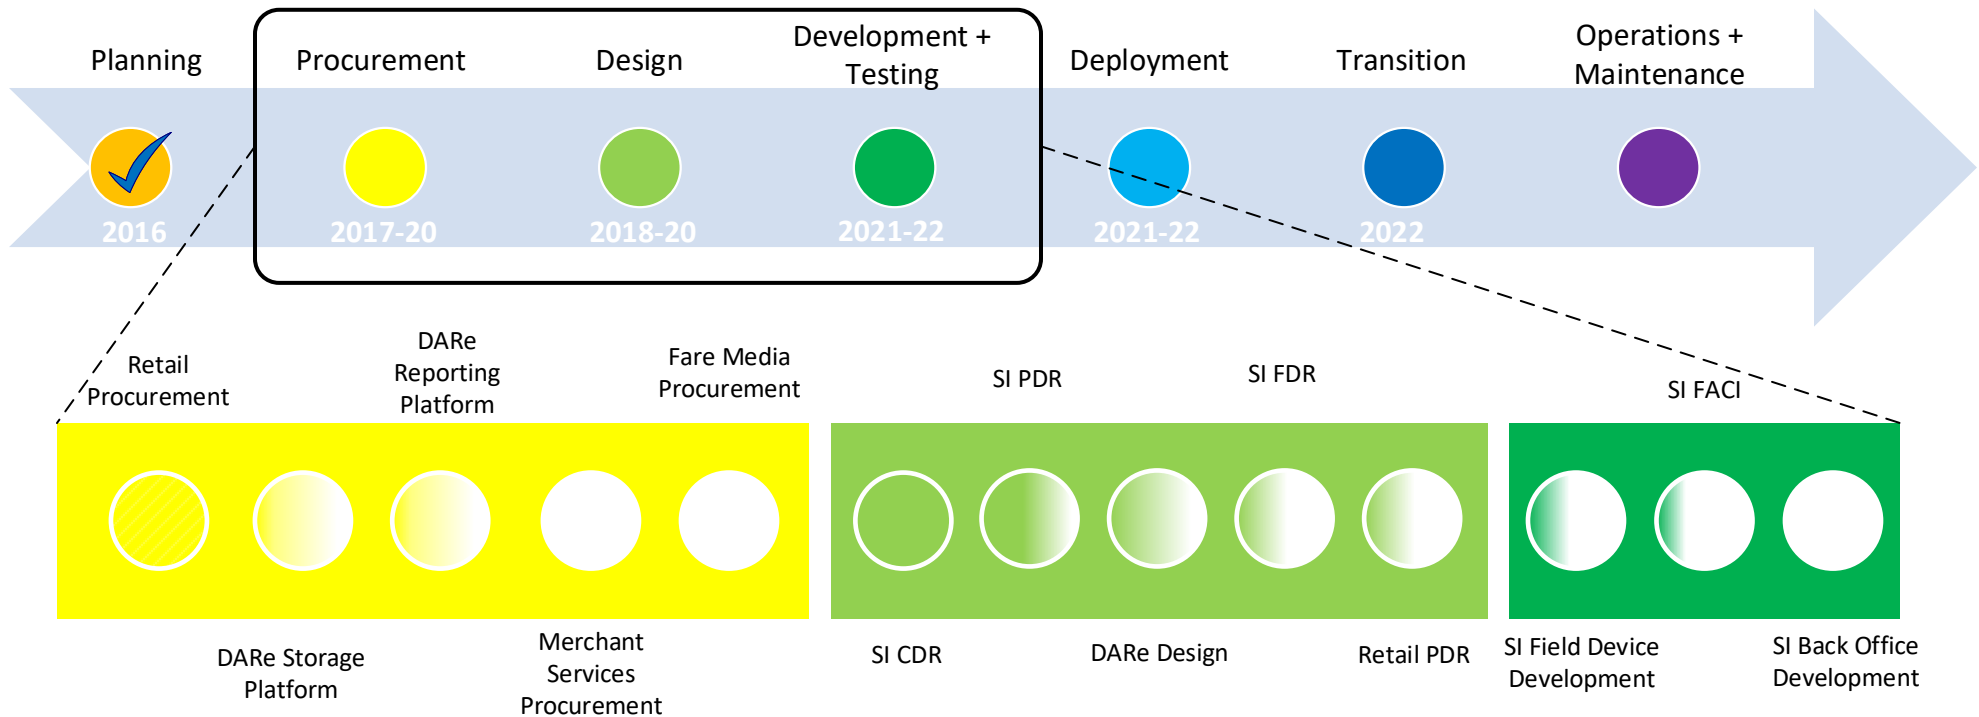 Planning
Procurement
Design
Development +
Testing
Deployment
Transition
Operations +
Maintenance
2016
2017-20
2018-20
2021-22
2021-22
2022
Retail
Procurement
DARe
Reporting
Platform
Fare Media
Procurement
SI PDR
SI FDR
SI FACI
DARe Storage
Platform
Merchant
Services
Procurement
SI CDR
DARe Design
Retail PDR
SI Field Device
Development
SI Back Office
Development